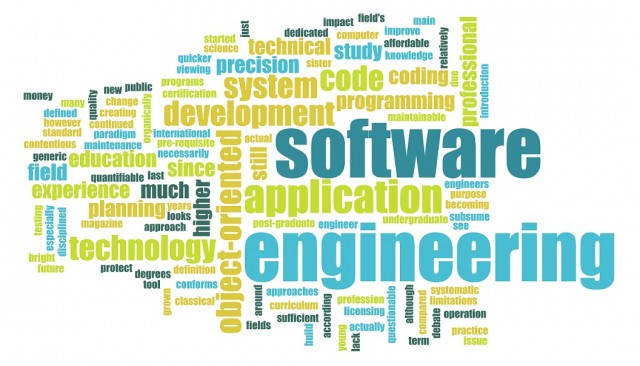 just
impact
field's
main
started
science
dedicated
computer
improve
technical
study
affordable
knowledge
relatively
professional
quicker
viewing
precision
sister
due
introduction
system
code
coding
programs
certification
money
many
quality
new
public
change
creating
continued
organically
development
programming
maintainable
defined
however
standard
contentious
paradigm
maintenance
international
pre-requisite
necessarily
object-oriented
actual
still
software
generic
education
since
field
quantifiable
last
experience
much
higher
application
engineers
purpose
becoming
planning
years
magazine
looks
approach
post-graduate
engineer
undergraduate
subsume
see
testing
especially
disciplined
technology
engineering
bright
future
protect
degrees
tool
definition
conforms
grown
classical
around
approaches
curriculum
sufficient
fields
build
according
young
profession
licensing
actually
lack
questionable
although
term
compared
debate
systematic
limitations
operation
practice
issue